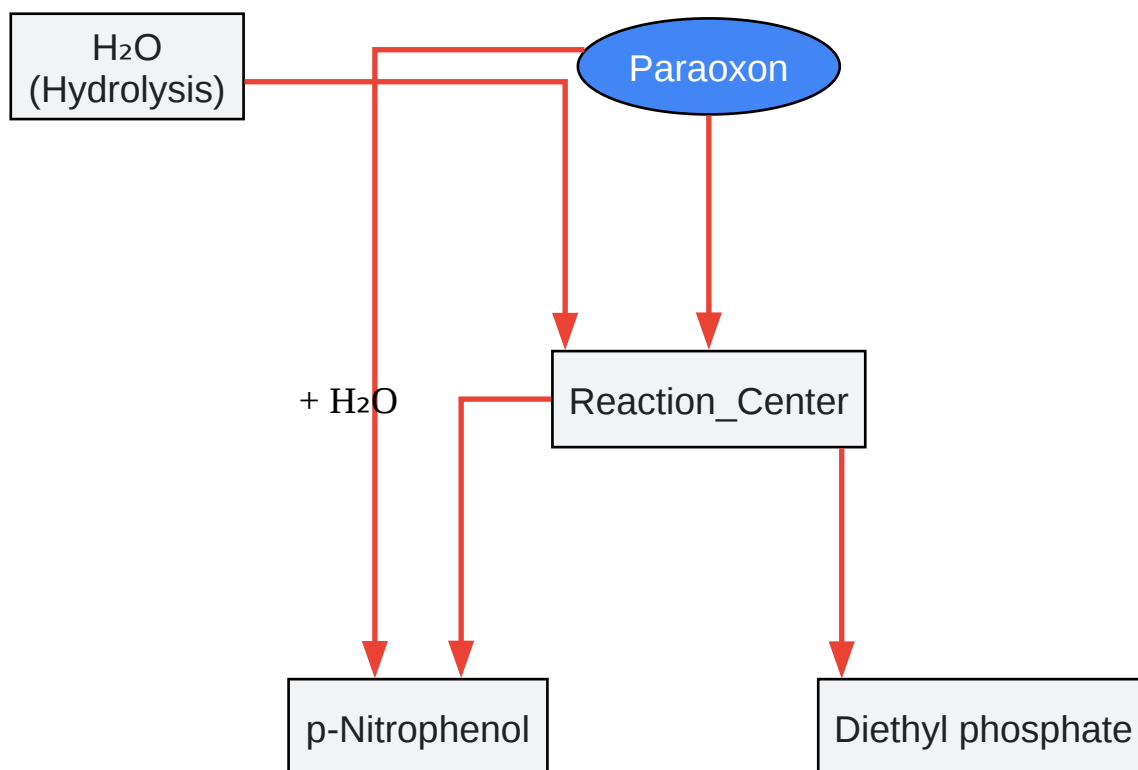 H₂O
(Hydrolysis)
Paraoxon
+ H₂O
Reaction_Center
p-Nitrophenol
Diethyl phosphate